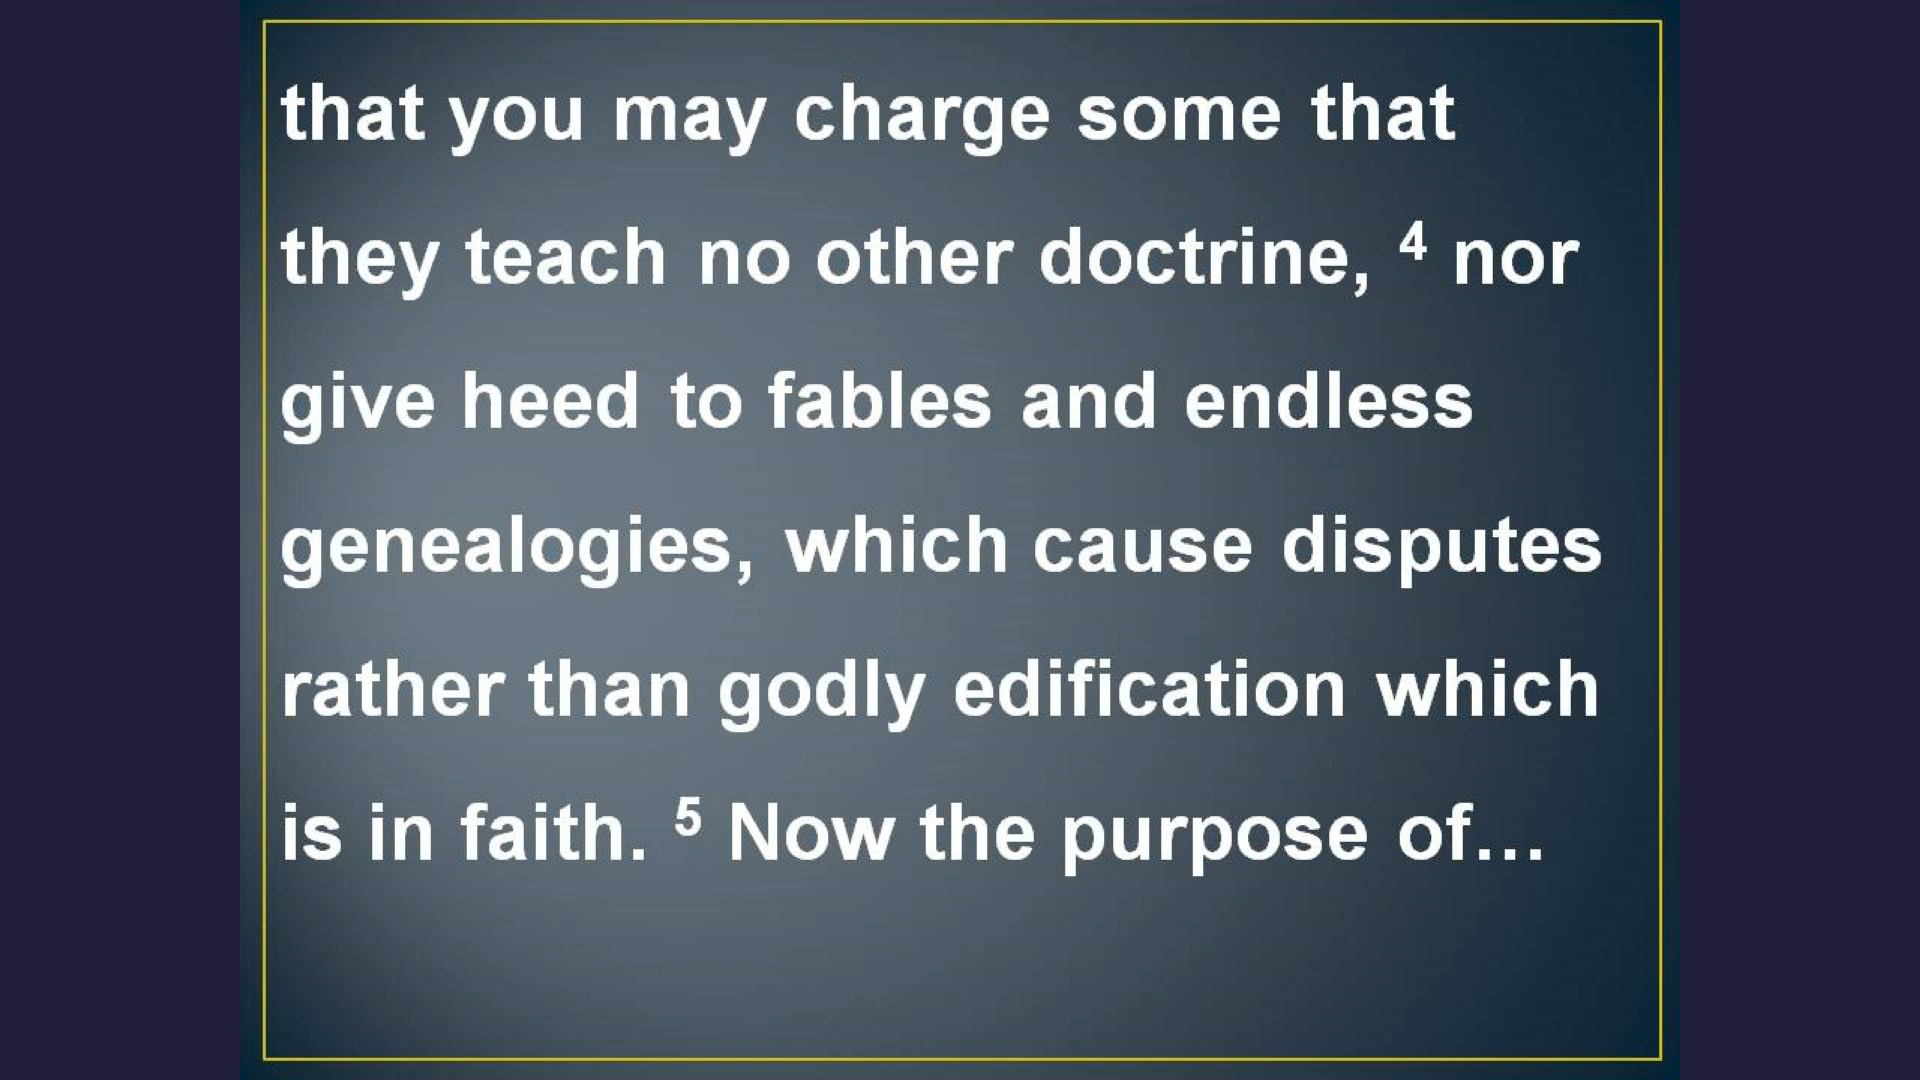 that you may charge some that
they teach no other doctrine, 4 nor
give heed to fables and endless
genealogies, which cause disputes
rather than godly edification which
is in faith. 5 Now the purpose of...